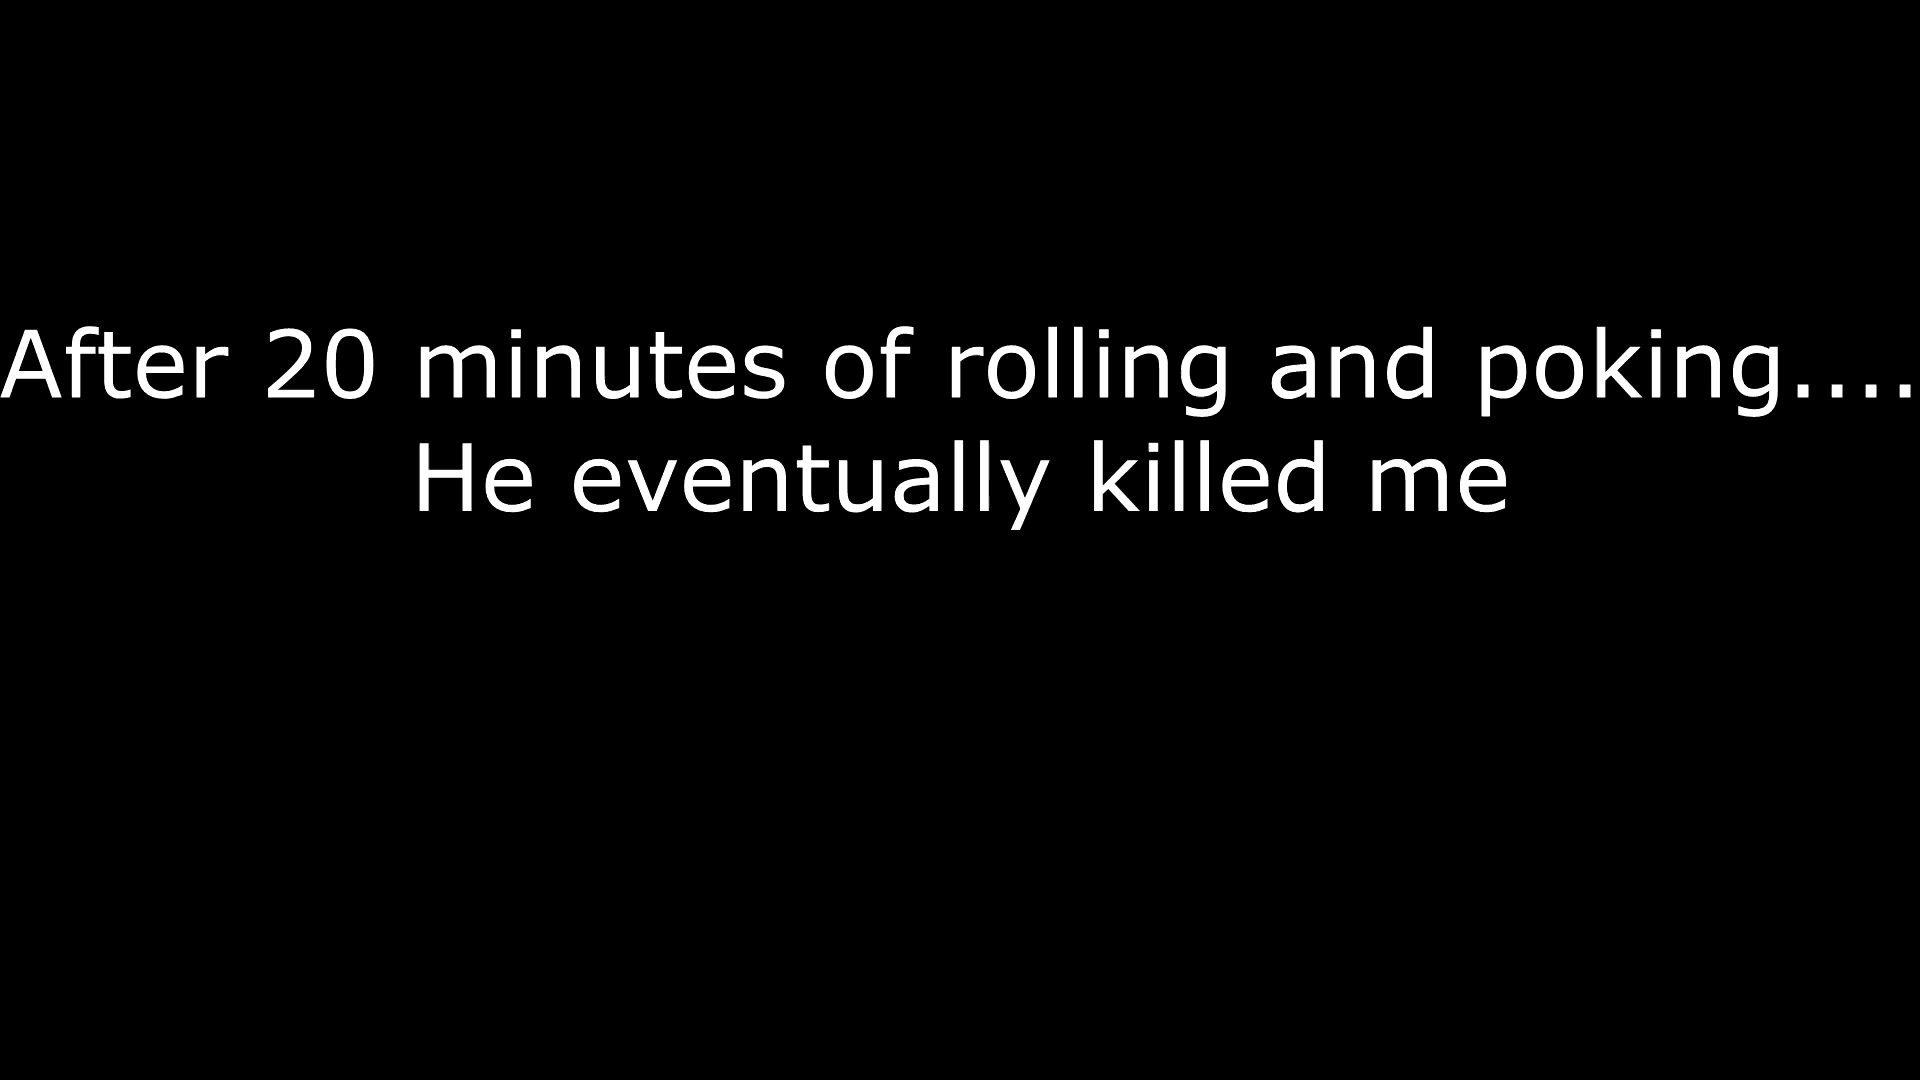 After 20 minutes of rolling and poking....
He eventually killed me